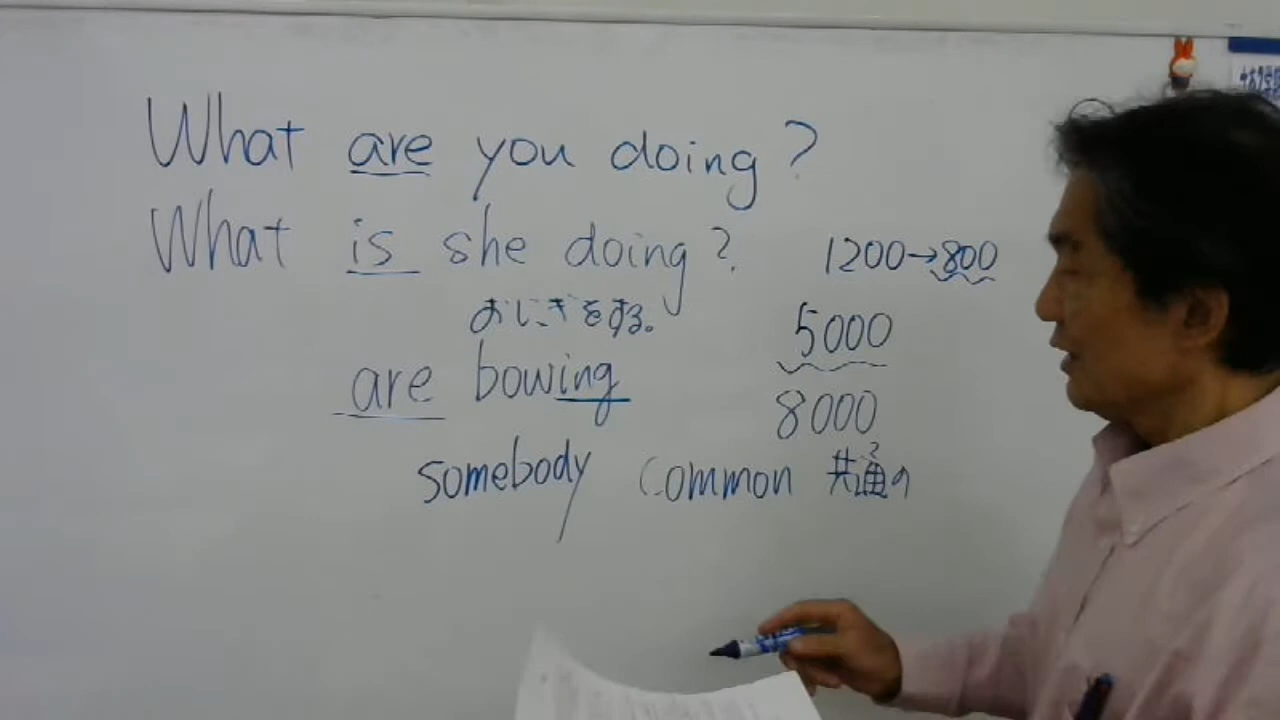 What are you doing?
What is she doing? 1200→800
おじぎをする。 5000
are bowing 8000
somebody common 共通の